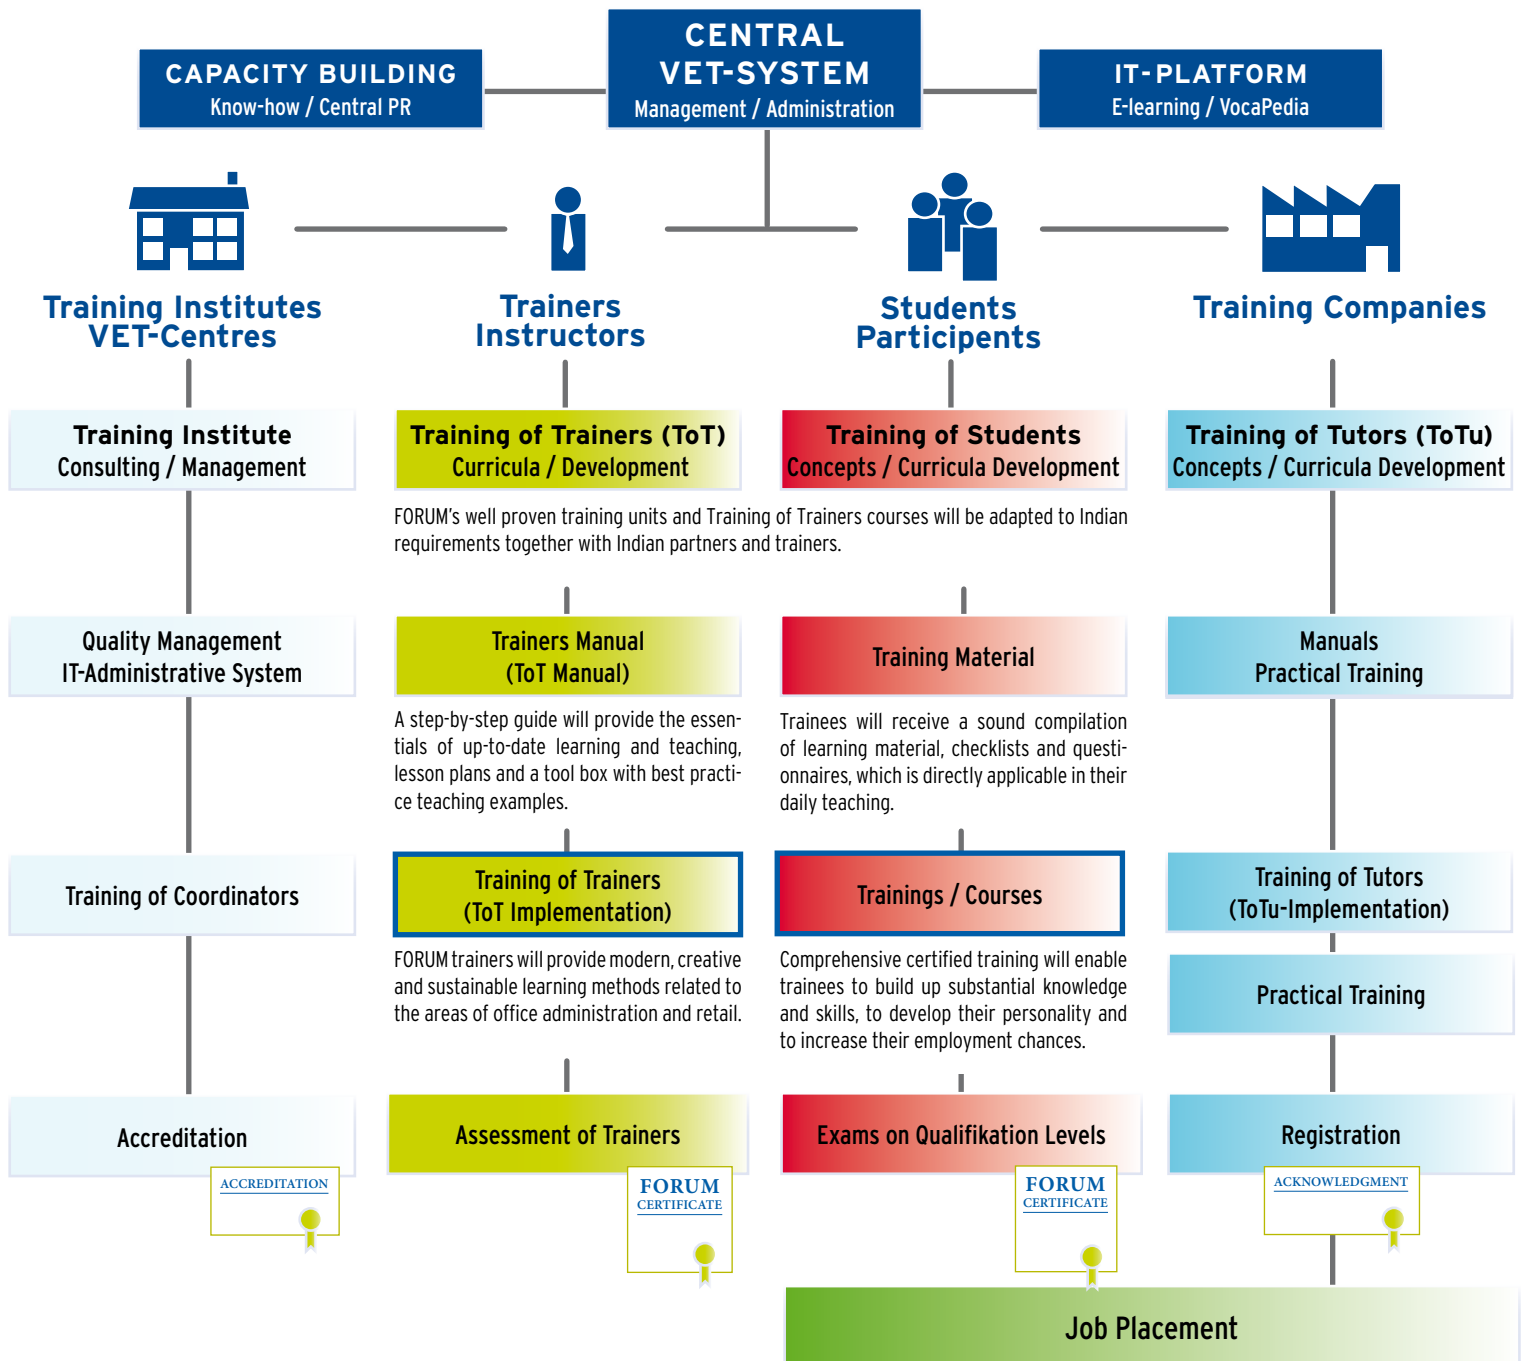 CENTRAL
VET-SYSTEM
Management / Administration
CAPACITY BUILDING
Know-how / Central PR
IT-PLATFORM
E-learning / VocaPedia
Training Institutes
VET-Centres
Trainers
Instructors
Students
Participants
Training Companies
Training Institute
Consulting / Management
Training of Trainers (ToT)
Curricula / Development
Training of Students
Concepts / Curricula Development
Training of Tutors (ToTu)
Concepts / Curricula Development
FORUM's well proven training units and Training of Trainers courses will be adapted to Indian
requirements together with Indian partners and trainers.
Quality Management
IT-Administrative System
Trainers Manual
(ToT Manual)
Training Material
Manuals
Practical Training
A step-by-step guide will provide the essen-
tials of up-to-date learning and teaching,
lesson plans and a tool box with best practi-
ce teaching examples.
Trainees will receive a sound compilation
of learning material, checklists and questi-
onnaires, which is directly applicable in their
daily teaching.
Training of Coordinators
Training of Trainers
(ToT Implementation)
Trainings / Courses
Training of Tutors
(ToTu-Implementation)
FORUM trainers will provide modern, creative
and sustainable learning methods related to
the areas of office administration and retail.
Comprehensive certified training will enable
trainees to build up substantial knowledge
and skills, to develop their personality and
to increase their employment chances.
Practical Training
Accreditation
Assessment of Trainers
Exams on Qualifikation Levels
Registration
ACCREDITATION
FORUM
CERTIFICATE
FORUM
CERTIFICATE
ACKNOWLEDGMENT
Job Placement